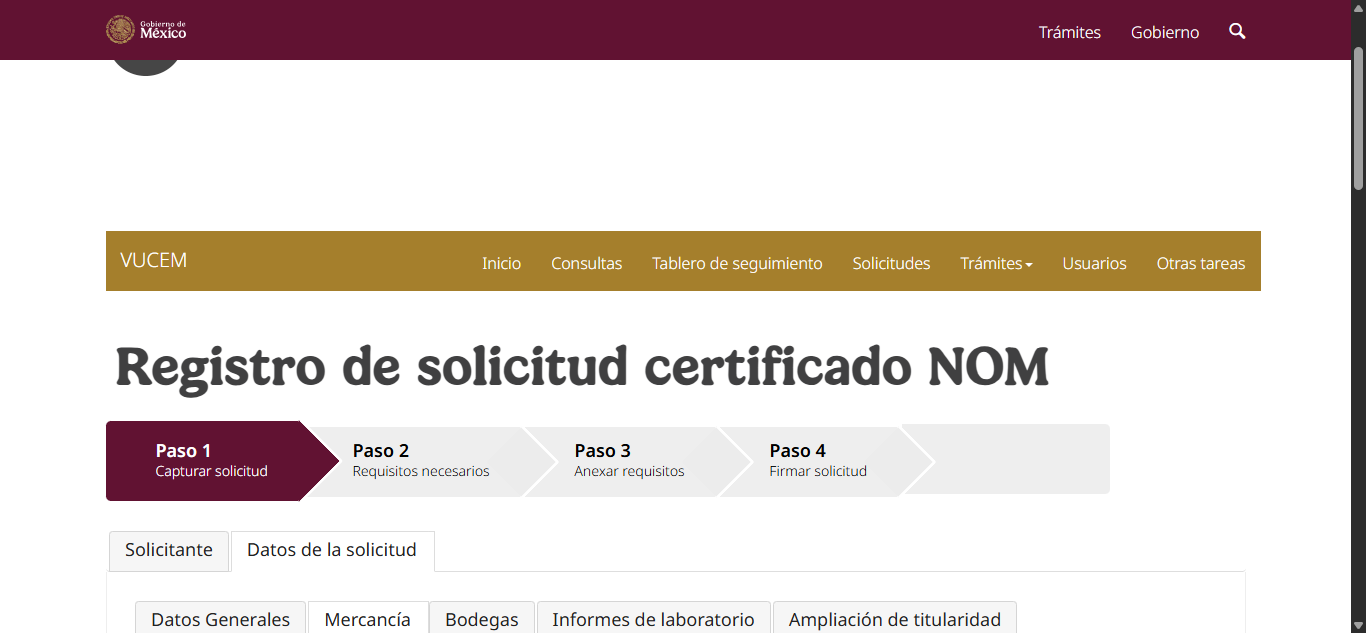 Gobierno de
México
Trámites
Gobierno
VUCEM
Inicio
Consultas
Tablero de seguimiento
Solicitudes
Trámites
Usuarios
Otras tareas
Registro de solicitud certificado NOM
Paso 1
Capturar solicitud
Paso 2
Requisitos necesarios
Paso 3
Anexar requisitos
Paso 4
Firmar solicitud
Solicitante
Datos de la solicitud
Datos Generales
Mercancía
Bodegas
Informes de laboratorio
Ampliación de titularidad